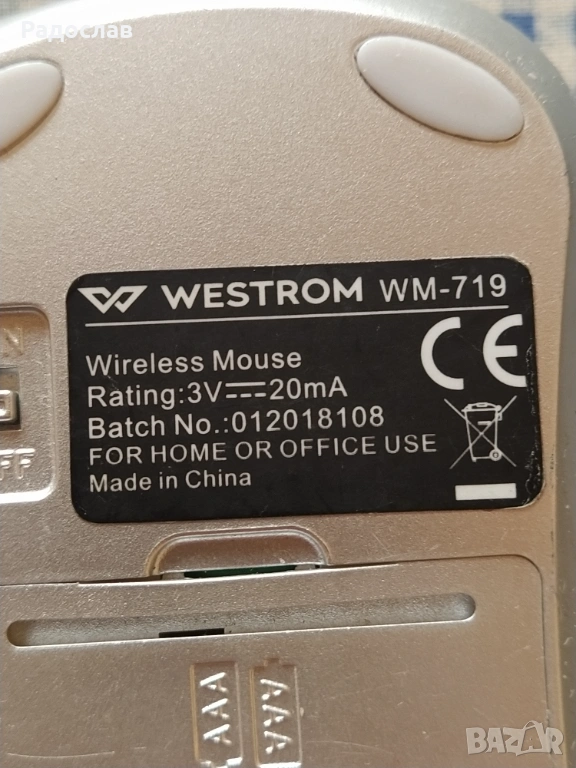 Радослав
WESTROM WM-719
Wireless Mouse
Rating:3V⎓20mA
Batch No.:012018108
FOR HOME OR OFFICE USE
Made in China
CE
FF
AAA
AAA
BAZAR